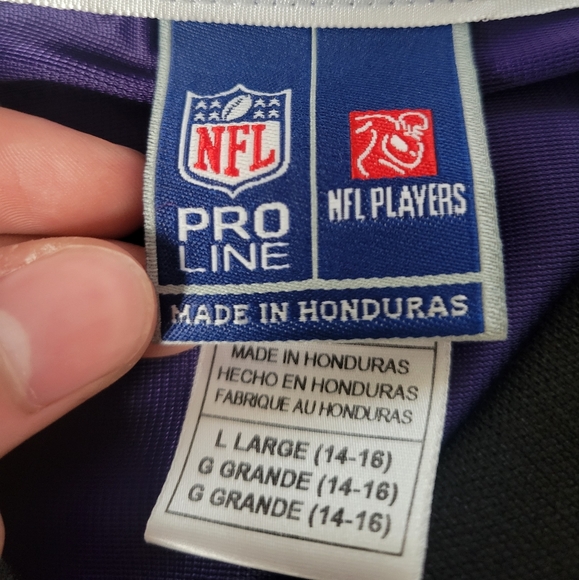 NFL
PRO
LINE
NFL PLAYERS
MADE IN HONDURAS
MADE IN HONDURAS
HECHO EN HONDURAS
FABRIQUE AU HONDURAS
L LARGE (14-16)
G GRANDE (14-16)
G GRANDE (14-16)